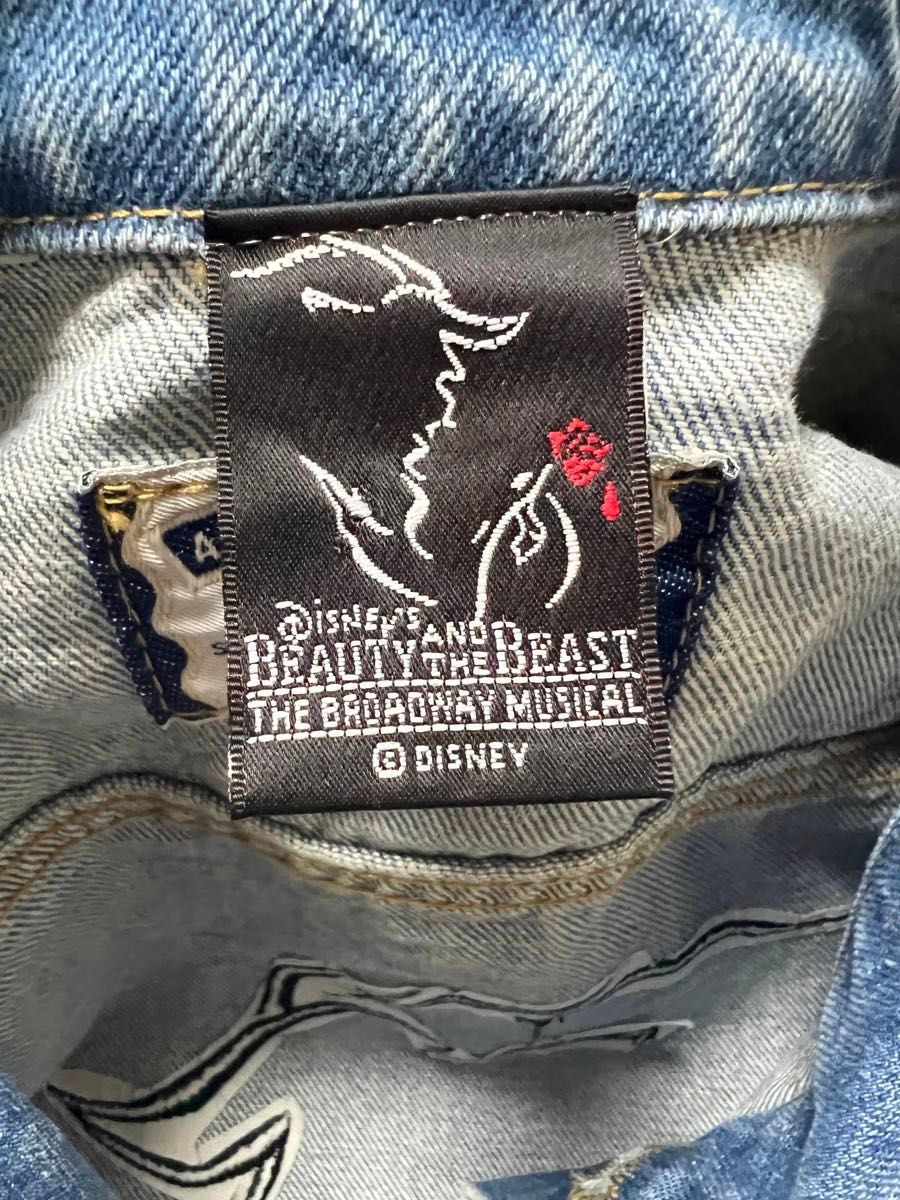 Disney's
Beauty and the Beast
The Broadway Musical
© DISNEY